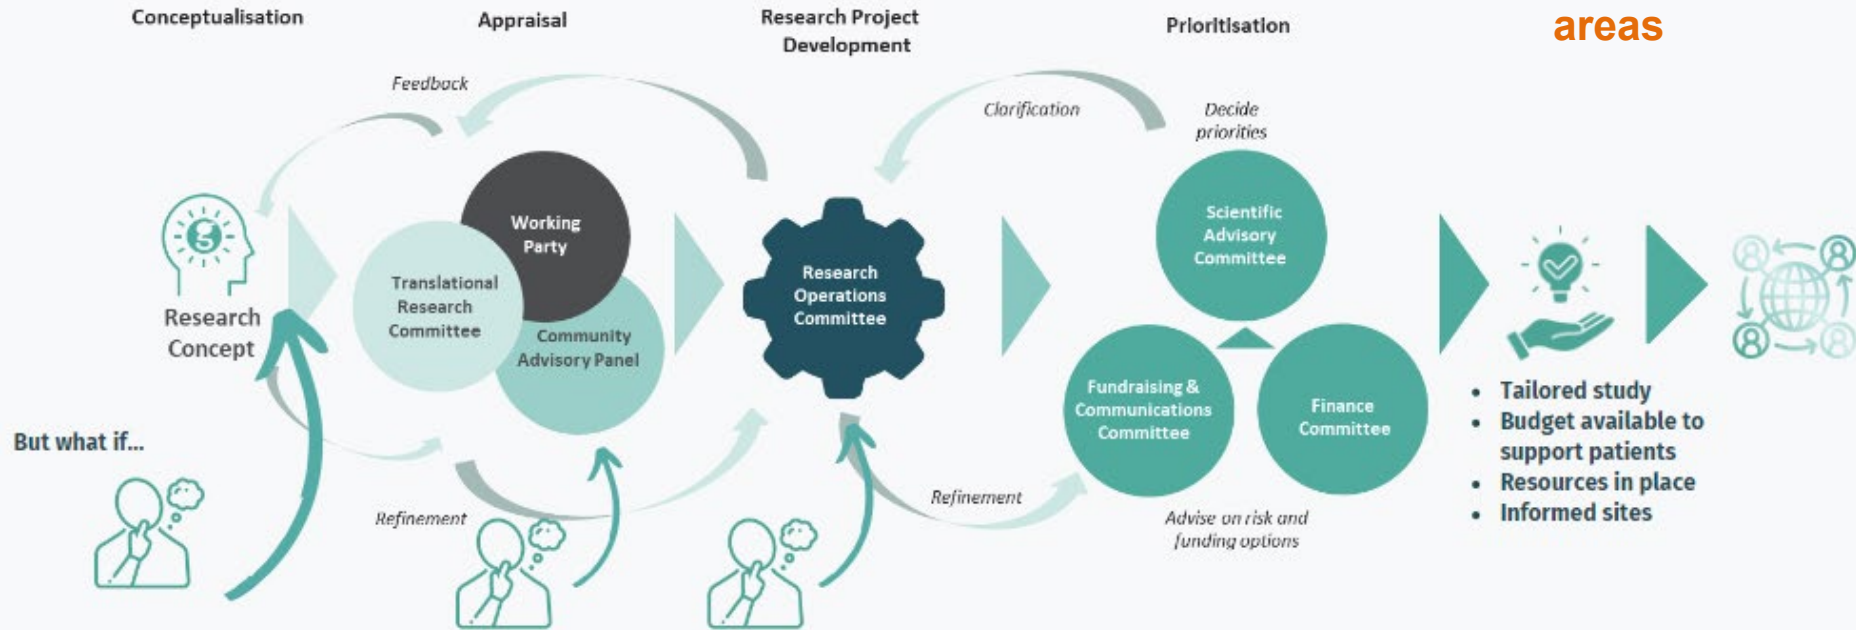 Conceptualisation
Appraisal
Research Project
Development
Prioritisation
areas
Feedback
Clarification
Decide
priorities
Working
Party
Translational
Research
Committee
Community
Advisory Panel
Research
Operations
Committee
Scientific
Advisory
Committee
Fundraising &
Communications
Committee
Finance
Committee
Research
Concept
But what if...
Refinement
Refinement
Advise on risk and
funding options
• Tailored study
• Budget available to
support patients
• Resources in place
• Informed sites